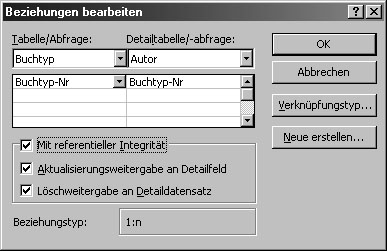 Beziehungen bearbeiten
Tabelle/Abfrage: Detailtabelle/-abfrage:
Buchtyp Autor
Buchtyp-Nr Buchtyp-Nr
Mit referentieller Integrität
Aktualisierungsweitergabe an Detailfeld
Löschweitergabe an Detaildatensatz
Beziehungstyp: 1:n
OK
Abbrechen
Verknüpfungstyp...
Neue erstellen...